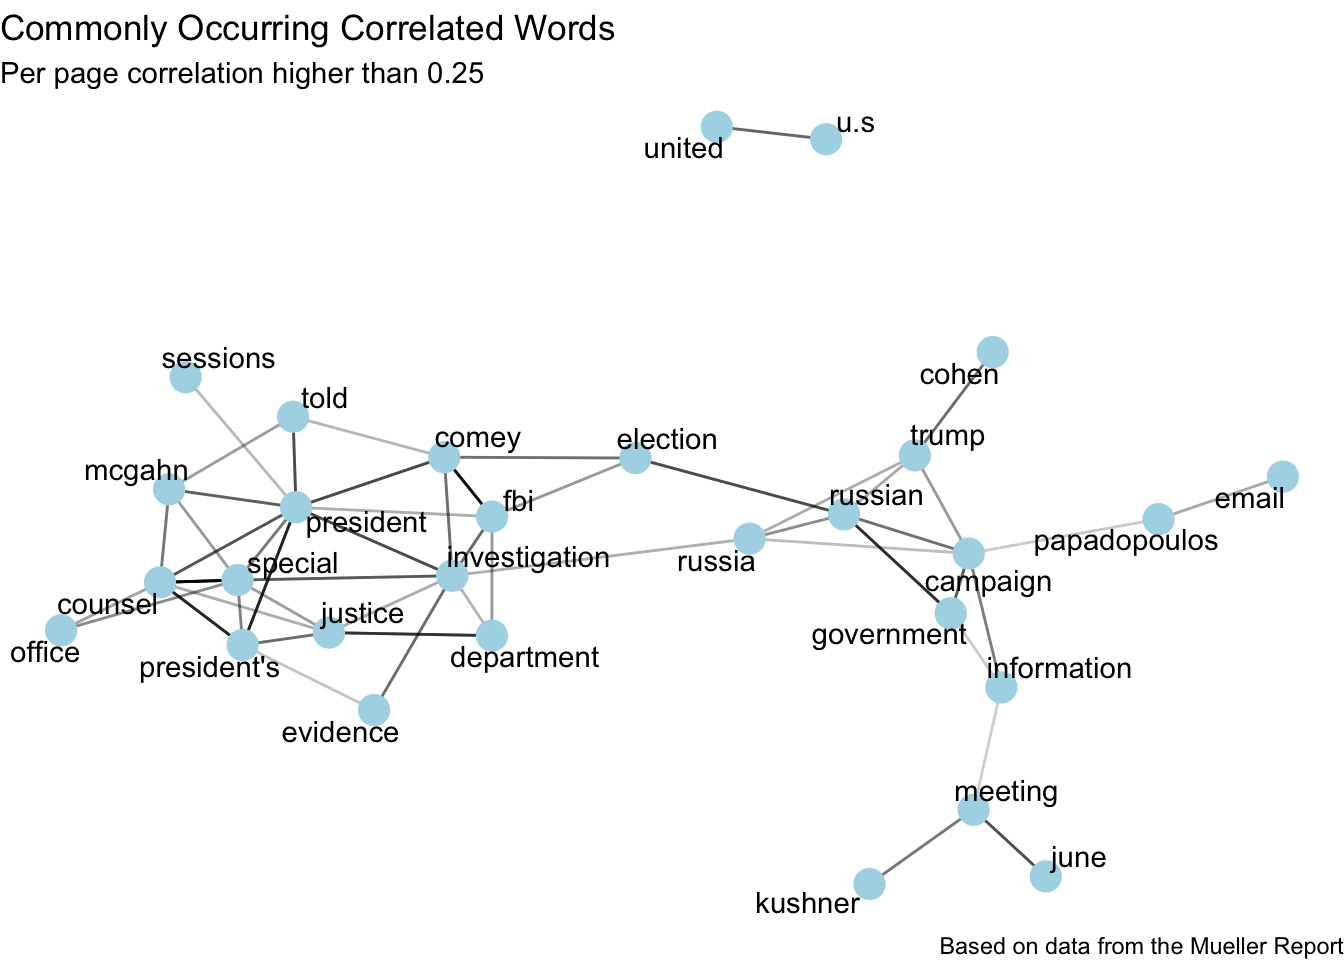 Commonly Occurring Correlated Words
Per page correlation higher than 0.25
u.s
united
sessions
cohen
told
trump
comey
election
mcgahn
russian
email
fbi
president
papadopoulos
investigation
russia
special
campaign
counsel
justice
government
office
department
president's
information
evidence
meeting
june
kushner
Based on data from the Mueller Report